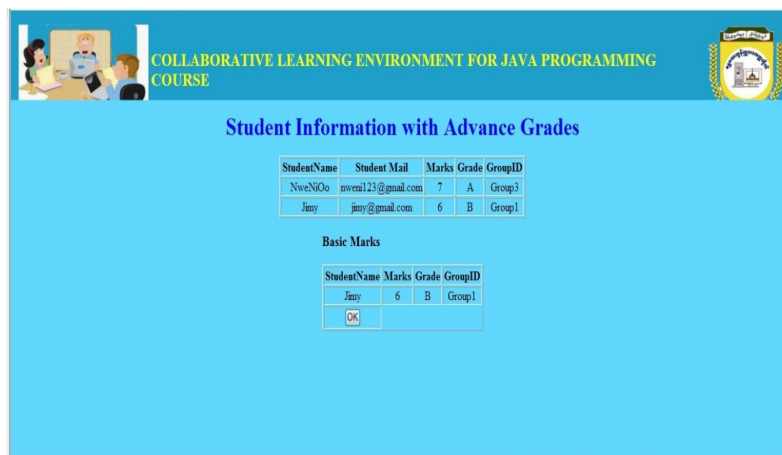 COLLABORATIVE LEARNING ENVIRONMENT FOR JAVA PROGRAMMING
COURSE
Student Information with Advance Grades
StudentName Student Mail Marks Grade GroupID
NweNiOo nweni123@gmail.com 7 A Group3
Jimy jimy@gmail.com 6 B Group1
Basic Marks
StudentName Marks Grade GroupID
Jimy 6 B Group1
OK